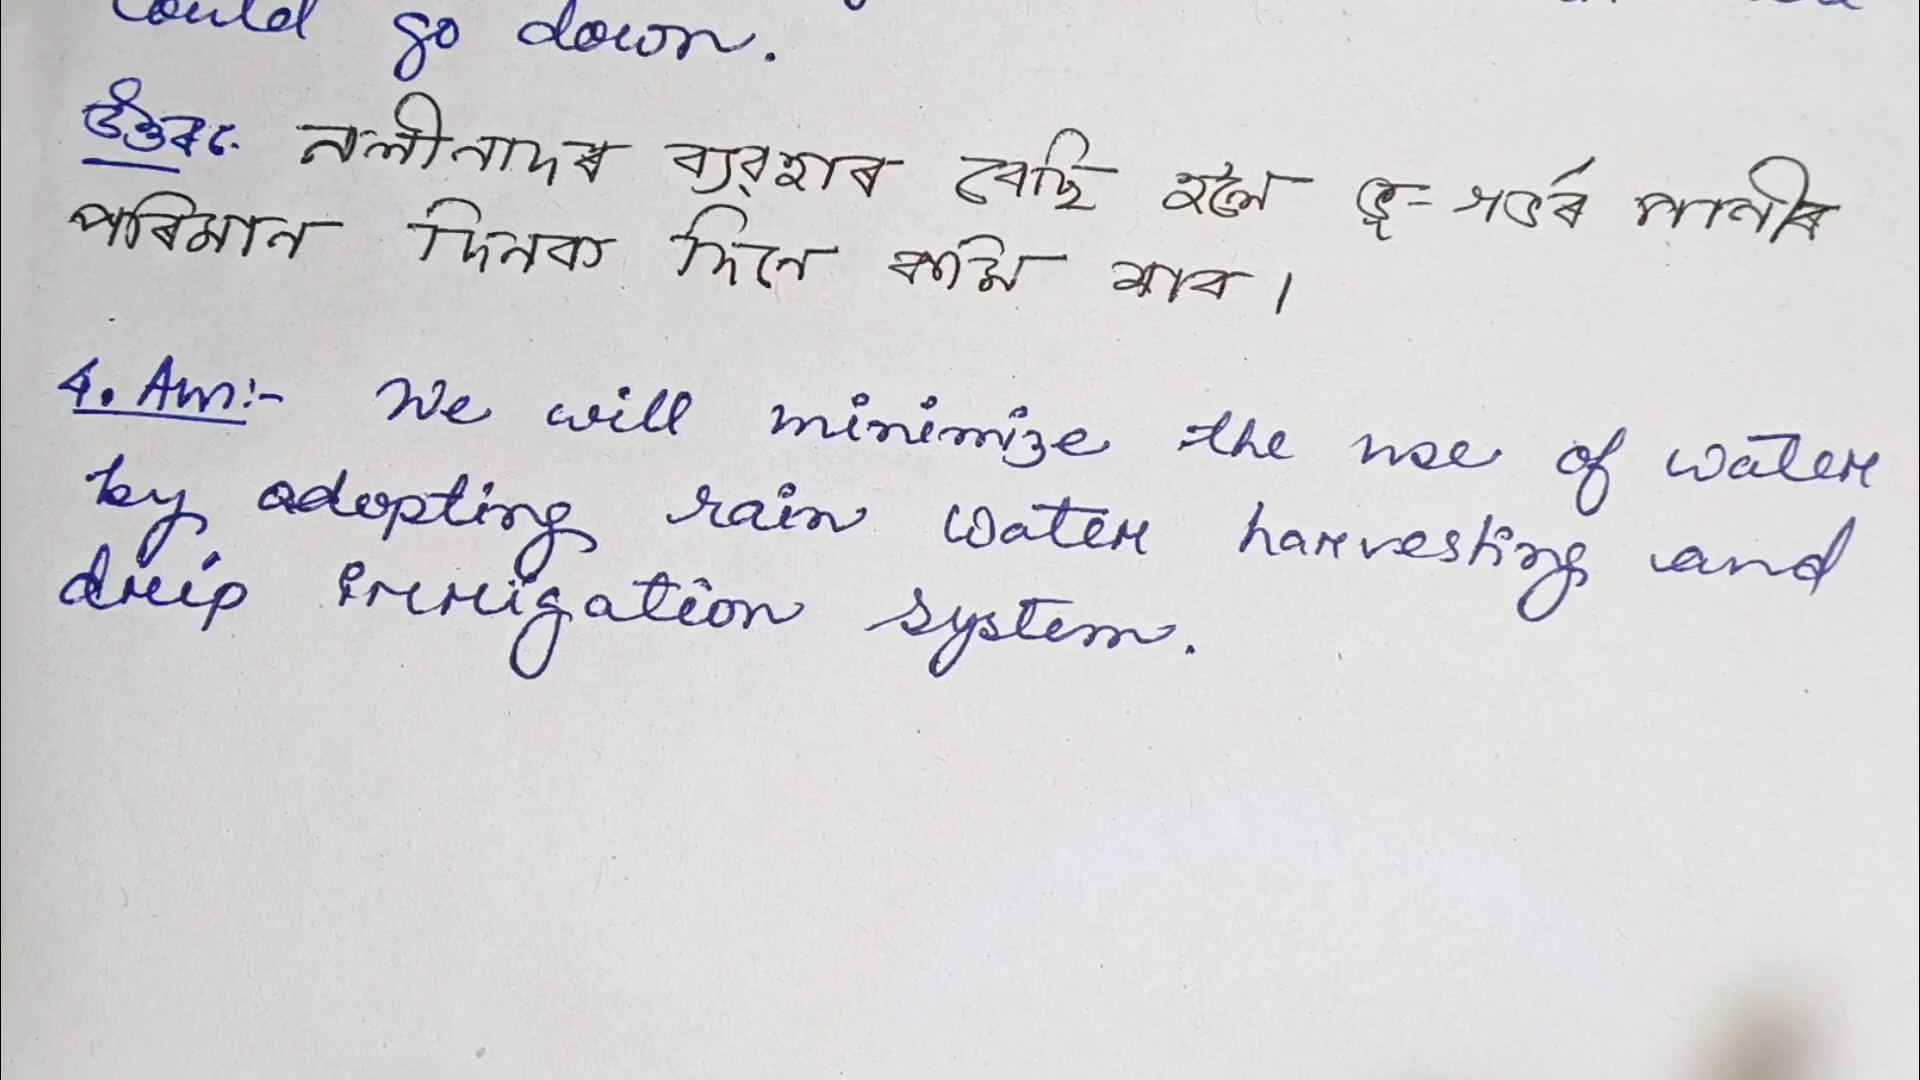 could go down.
উত্তৰঃ নলীনাদৰ ব্যৱহাৰ বেছি হলে ভূ-গৰ্ভৰ পানীৰ
পৰিমান দিনক দিনে কমি যাব।
4. Ans:- We will minimize the use of water
by adopting rain water harvesting and
drip irrigation system.